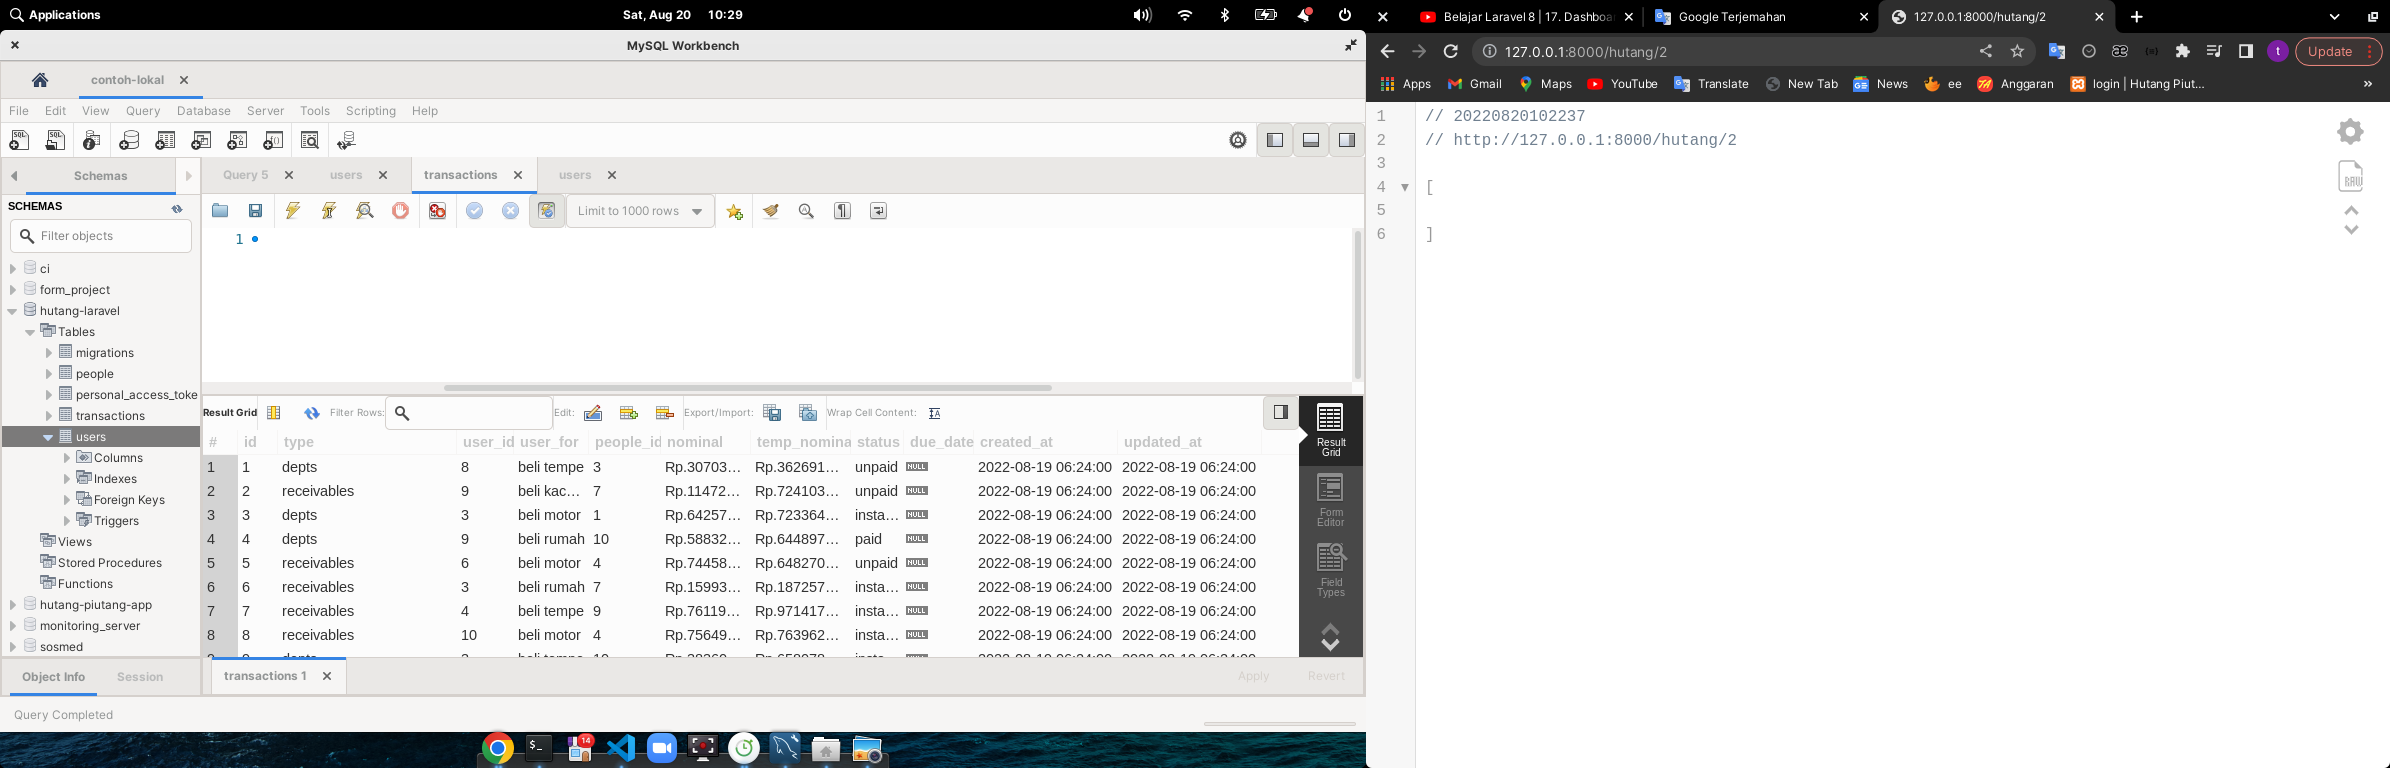 Applications
Sat, Aug 20 10:29
MySQL Workbench
contoh-lokal
File Edit View Query Database Server Tools Scripting Help
Schemas
Query 5
users
transactions
users
SCHEMAS
Filter objects
Limit to 1000 rows
1
ci
form_project
hutang-laravel
Tables
migrations
people
personal_access_toke
transactions
users
Columns
Indexes
Foreign Keys
Triggers
Views
Stored Procedures
Functions
hutang-piutang-app
monitoring_server
sosmed
Object Info
Session
Query Completed
Result Grid
Filter Rows:
Edit:
Export/Import:
Wrap Cell Content:
# id type user_id user_for people_id nominal temp_nomina status due_date created_at updated_at
1 1 depts 8 beli tempe 3 Rp.30703... Rp.362691... unpaid NULL 2022-08-19 06:24:00 2022-08-19 06:24:00
2 2 receivables 9 beli kac... 7 Rp.11472... Rp.724103... unpaid NULL 2022-08-19 06:24:00 2022-08-19 06:24:00
3 3 depts 3 beli motor 1 Rp.64257... Rp.723364... insta... NULL 2022-08-19 06:24:00 2022-08-19 06:24:00
4 4 depts 9 beli rumah 10 Rp.58832... Rp.644897... paid NULL 2022-08-19 06:24:00 2022-08-19 06:24:00
5 5 receivables 6 beli motor 4 Rp.74458... Rp.648270... unpaid NULL 2022-08-19 06:24:00 2022-08-19 06:24:00
6 6 receivables 3 beli rumah 7 Rp.15993... Rp.187257... insta... NULL 2022-08-19 06:24:00 2022-08-19 06:24:00
7 7 receivables 4 beli tempe 9 Rp.76119... Rp.971417... insta... NULL 2022-08-19 06:24:00 2022-08-19 06:24:00
8 8 receivables 10 beli motor 4 Rp.75649... Rp.763962... insta... NULL 2022-08-19 06:24:00 2022-08-19 06:24:00
Result
Grid
Form
Editor
Field
Types
transactions 1
Apply
Revert
14
Belajar Laravel 8 | 17. Dashboa
Google Terjemahan
127.0.0.1:8000/hutang/2
127.0.0.1:8000/hutang/2
t
Update
Apps
Gmail
Maps
YouTube
Translate
New Tab
News
ee
Anggaran
login | Hutang Piut...
»
1 // 20220820102237
2 // http://127.0.0.1:8000/hutang/2
3
4 [
5
6 ]
RAW